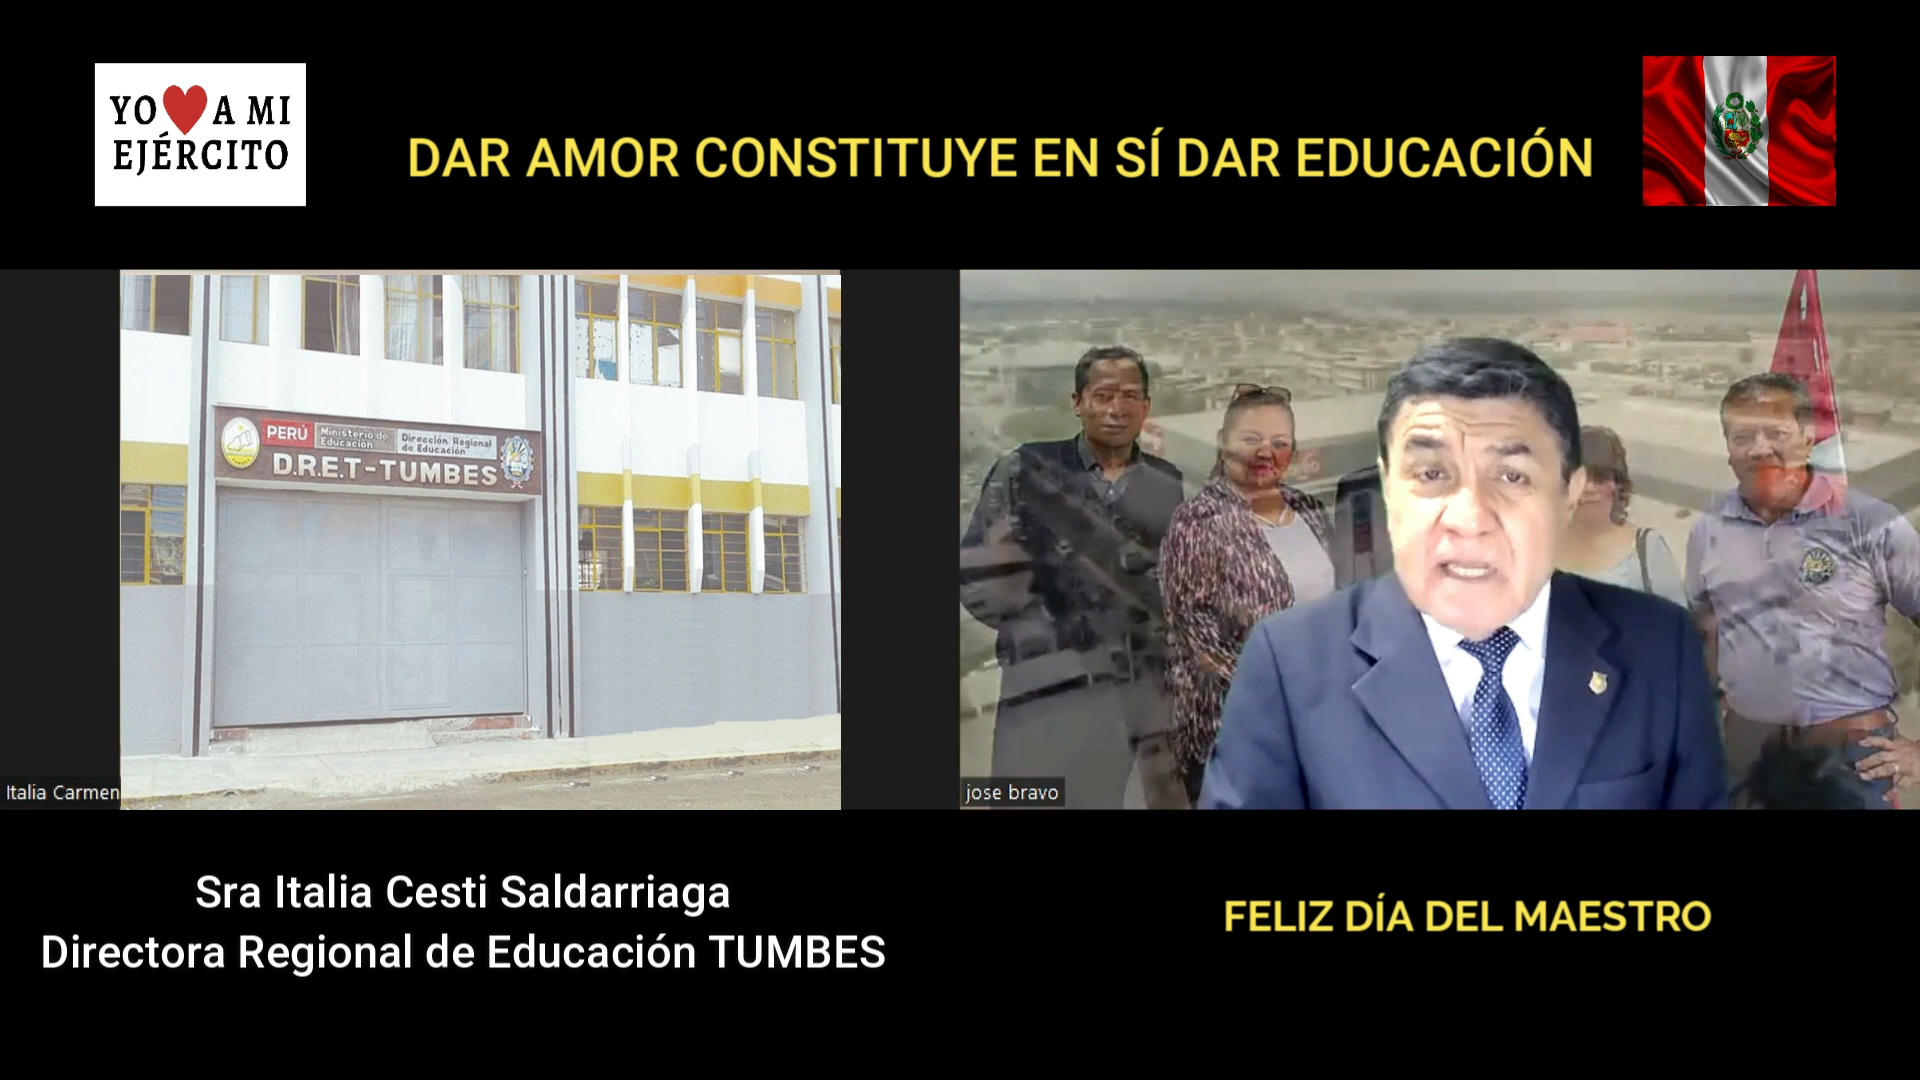 YO A MI
EJÉRCITO
DAR AMOR CONSTITUYE EN SÍ DAR EDUCACIÓN
PERÚ
Ministerio de
Educación
Dirección Regional
de Educación
D.R.E.T-TUMBES
Italia Carmen
jose bravo
Sra Italia Cesti Saldarriaga
Directora Regional de Educación TUMBES
FELIZ DÍA DEL MAESTRO